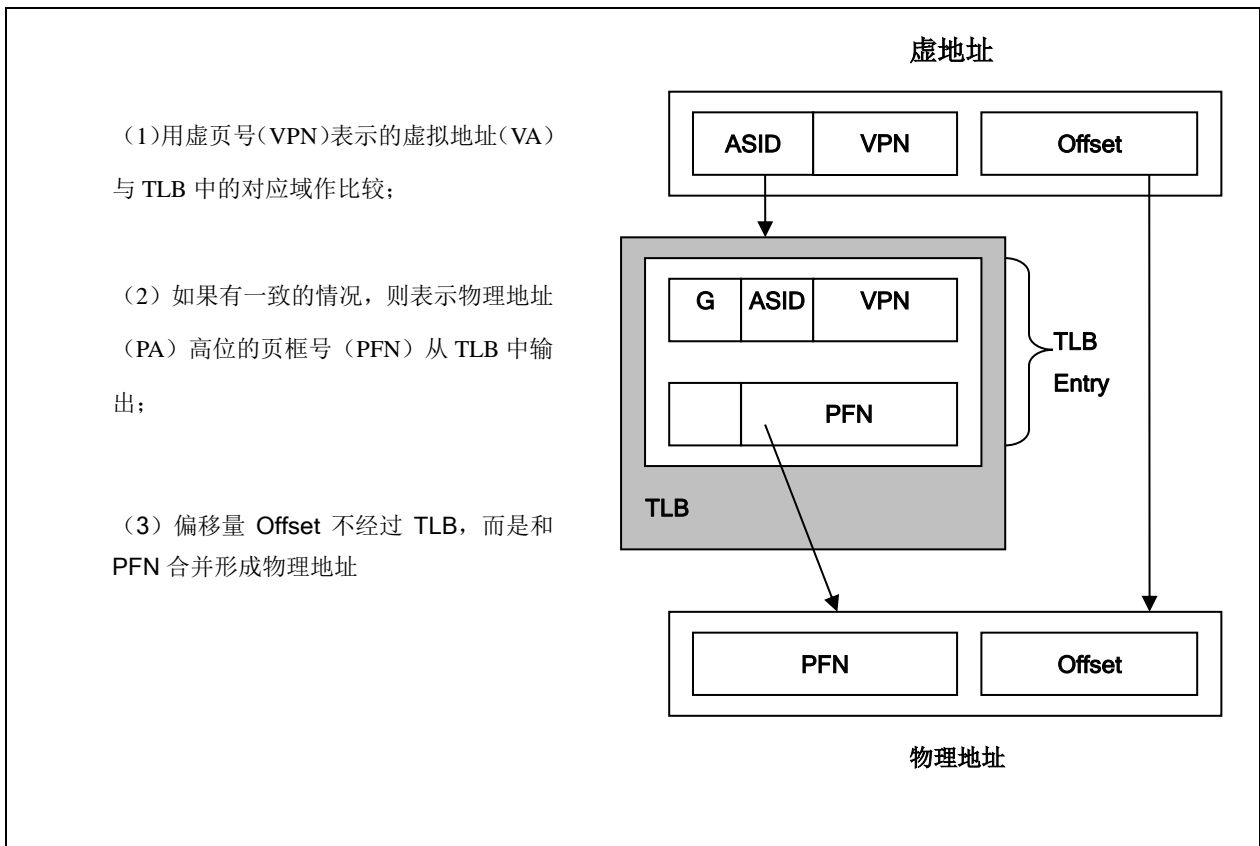 （1）用虚页号（VPN）表示的虚拟地址（VA）
与 TLB 中的对应域作比较；
（2）如果有一致的情况，则表示物理地址
（PA）高位的页框号（PFN）从 TLB 中输
出；
（3）偏移量 Offset 不经过 TLB，而是和
PFN 合并形成物理地址
虚地址
ASID VPN Offset
G ASID VPN
TLB
Entry
PFN
TLB
PFN Offset
物理地址